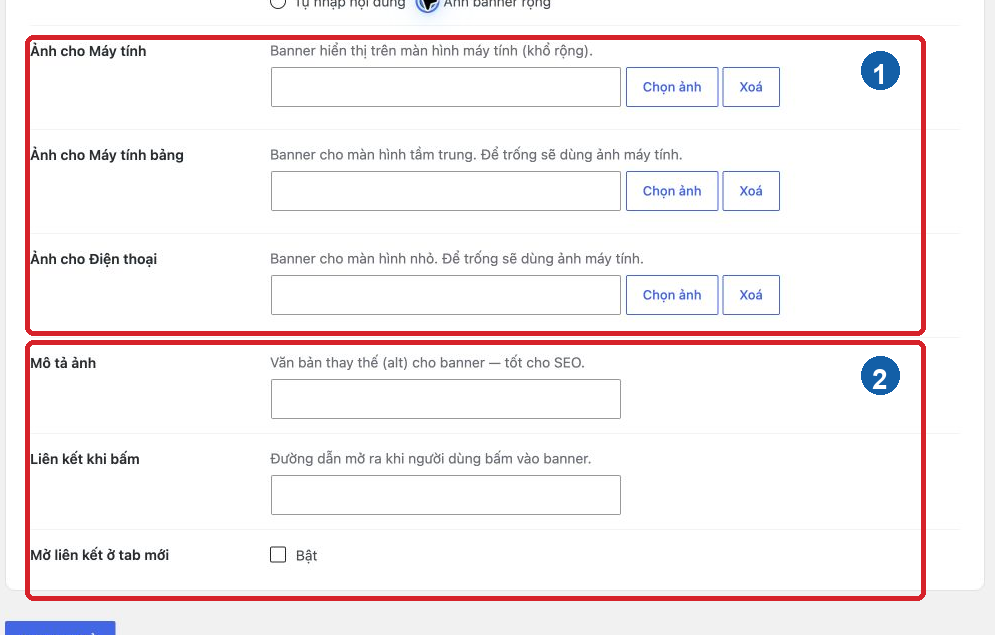 Tự nhập nội dung Ảnh banner rộng
Ảnh cho Máy tính
Banner hiển thị trên màn hình máy tính (khổ rộng).
Chọn ảnh Xoá
1
Ảnh cho Máy tính bảng
Banner cho màn hình tầm trung. Để trống sẽ dùng ảnh máy tính.
Chọn ảnh Xoá
Ảnh cho Điện thoại
Banner cho màn hình nhỏ. Để trống sẽ dùng ảnh máy tính.
Chọn ảnh Xoá
Mô tả ảnh
Văn bản thay thế (alt) cho banner — tốt cho SEO.
2
Liên kết khi bấm
Đường dẫn mở ra khi người dùng bấm vào banner.
Mở liên kết ở tab mới
Bật